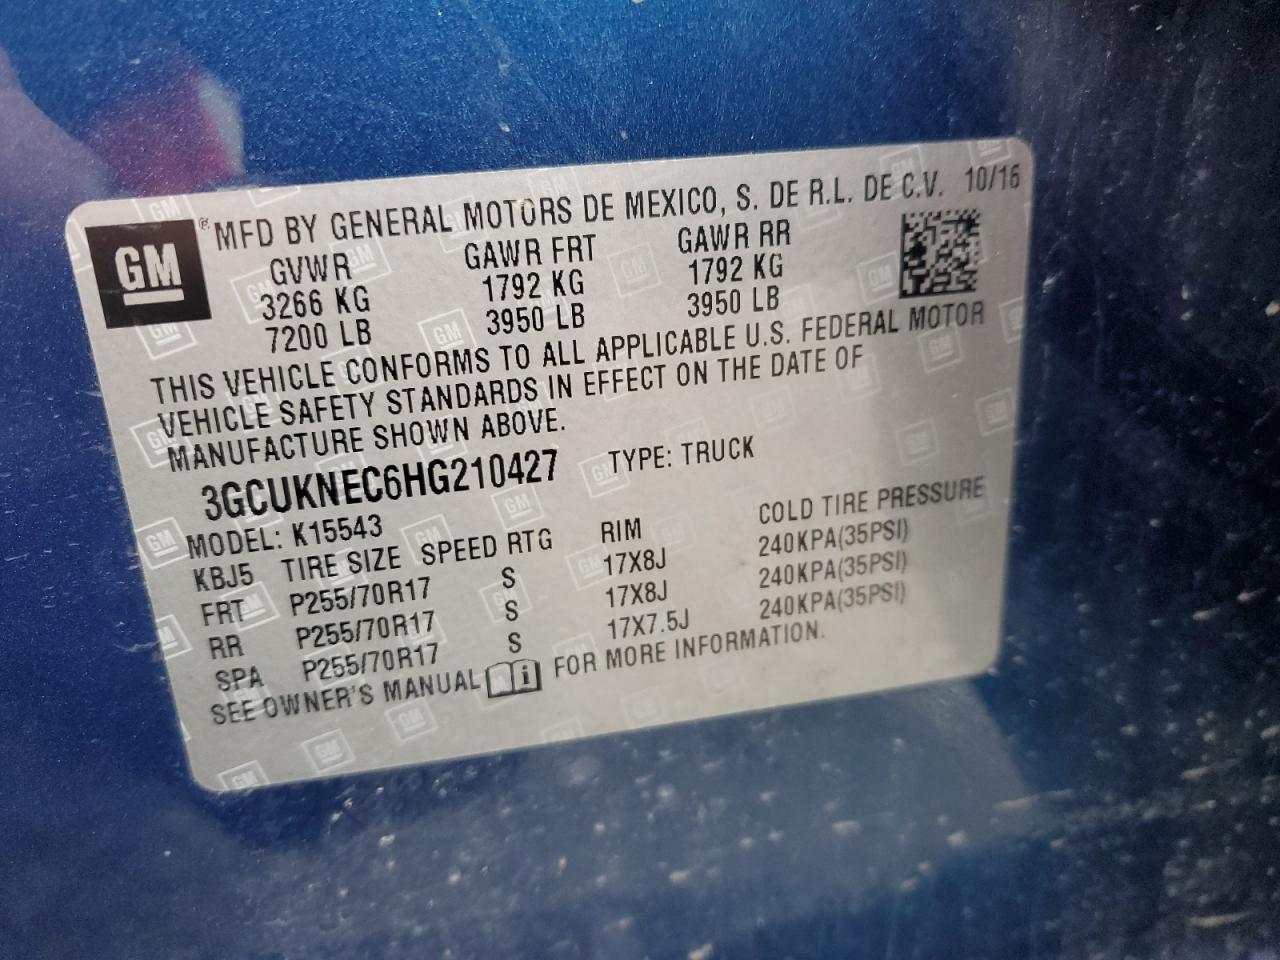 GM
® MFD BY GENERAL MOTORS DE MEXICO, S. DE R.L. DE C.V. 10/16
GVWR GAWR FRT GAWR RR
3266 KG 1792 KG 1792 KG
7200 LB 3950 LB 3950 LB
THIS VEHICLE CONFORMS TO ALL APPLICABLE U.S. FEDERAL MOTOR
VEHICLE SAFETY STANDARDS IN EFFECT ON THE DATE OF
MANUFACTURE SHOWN ABOVE.
3GCUKNEC6HG210427 TYPE: TRUCK
MODEL: K15543
KBJ5 TIRE SIZE SPEED RTG RIM COLD TIRE PRESSURE
FRT P255/70R17 S 17X8J 240KPA(35PSI)
RR P255/70R17 S 17X8J 240KPA(35PSI)
SPA P255/70R17 S 17X7.5J 240KPA(35PSI)
SEE OWNER'S MANUAL i FOR MORE INFORMATION.